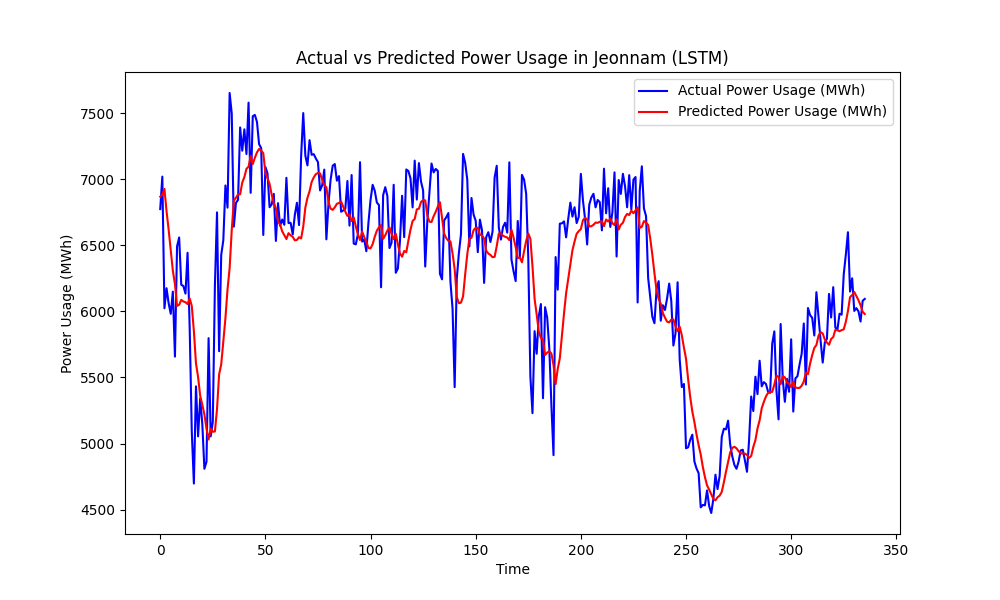 Actual vs Predicted Power Usage in Jeonnam (LSTM)
Actual Power Usage (MWh)
Predicted Power Usage (MWh)
Power Usage (MWh)
7500
7000
6500
6000
5500
5000
4500
0 50 100 150 200 250 300 350
Time